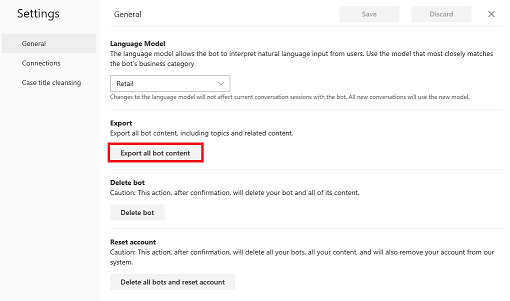 Settings
General
Save
Discard
General
Connections
Case title cleansing
Language Model
The language model allows the bot to interpret natural language input from users. Use the model that most closely matches
the bot's business category
Retail
Changes to the language model will not affect current conversation sessions with the bot. All new conversations will use the new model.
Export
Export all bot content, including topics and related content.
Export all bot content
Delete bot
Caution: This action, after confirmation, will delete your bot and all of its content.
Delete bot
Reset account
Caution: This action, after confirmation, will delete all your bots, all your content, and will also remove your account from our
system.
Delete all bots and reset account